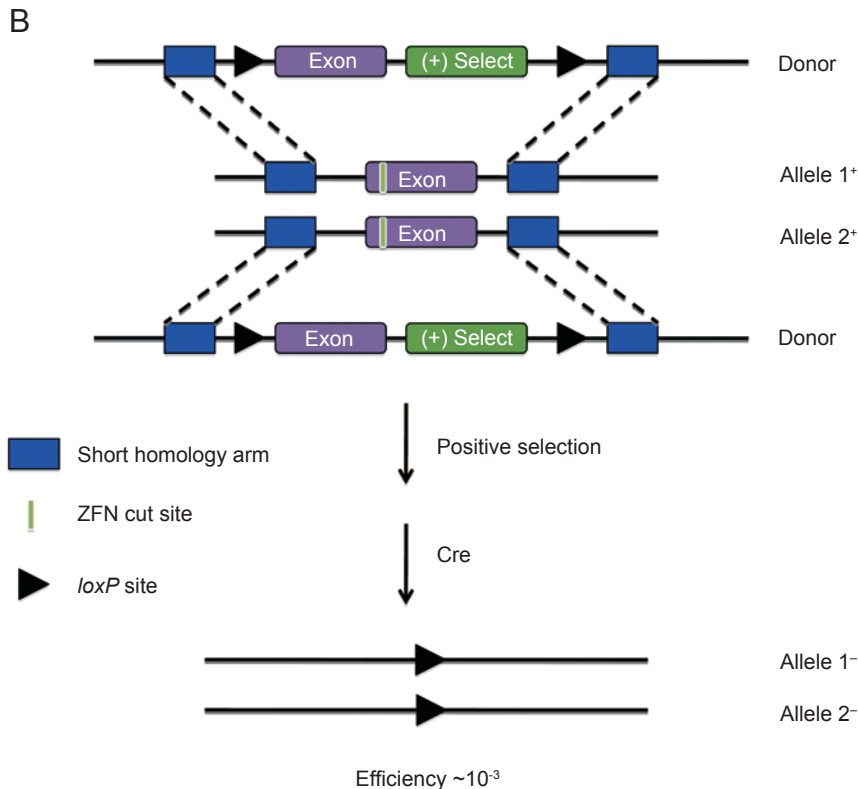 B
Exon (+) Select Donor
Exon Allele 1⁺
Exon Allele 2⁺
Exon (+) Select Donor
Positive selection
Short homology arm
ZFN cut site
Cre
loxP site
Allele 1⁻
Allele 2⁻
Efficiency ~10⁻³